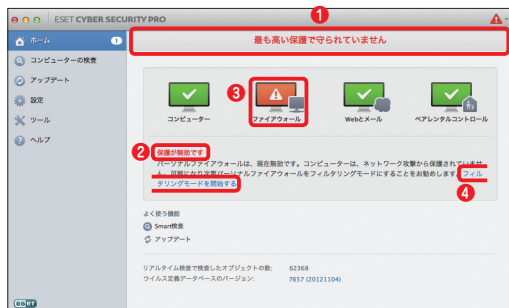 ESET CYBER SECURITY PRO
1
ホーム
1
最も高い保護で守られていません
コンピューターの検査
アップデート
設定
ツール
ヘルプ
3
コンピューター
ファイアウォール
Webとメール
ペアレンタルコントロール
2
保護が無効です
パーソナルファイアウォールは、現在無効です。コンピューターは、ネットワーク攻撃から保護されていませ
ん。可能になり次第パーソナルファイアウォールをフィルタリングモードにすることをお勧めします。フィル
タリングモードを開始する
4
よく使う機能
Smart検査
アップデート
リアルタイム検査で検査したオブジェクトの数: 62368
ウイルス定義データベースのバージョン: 7657 (20121104)
eset